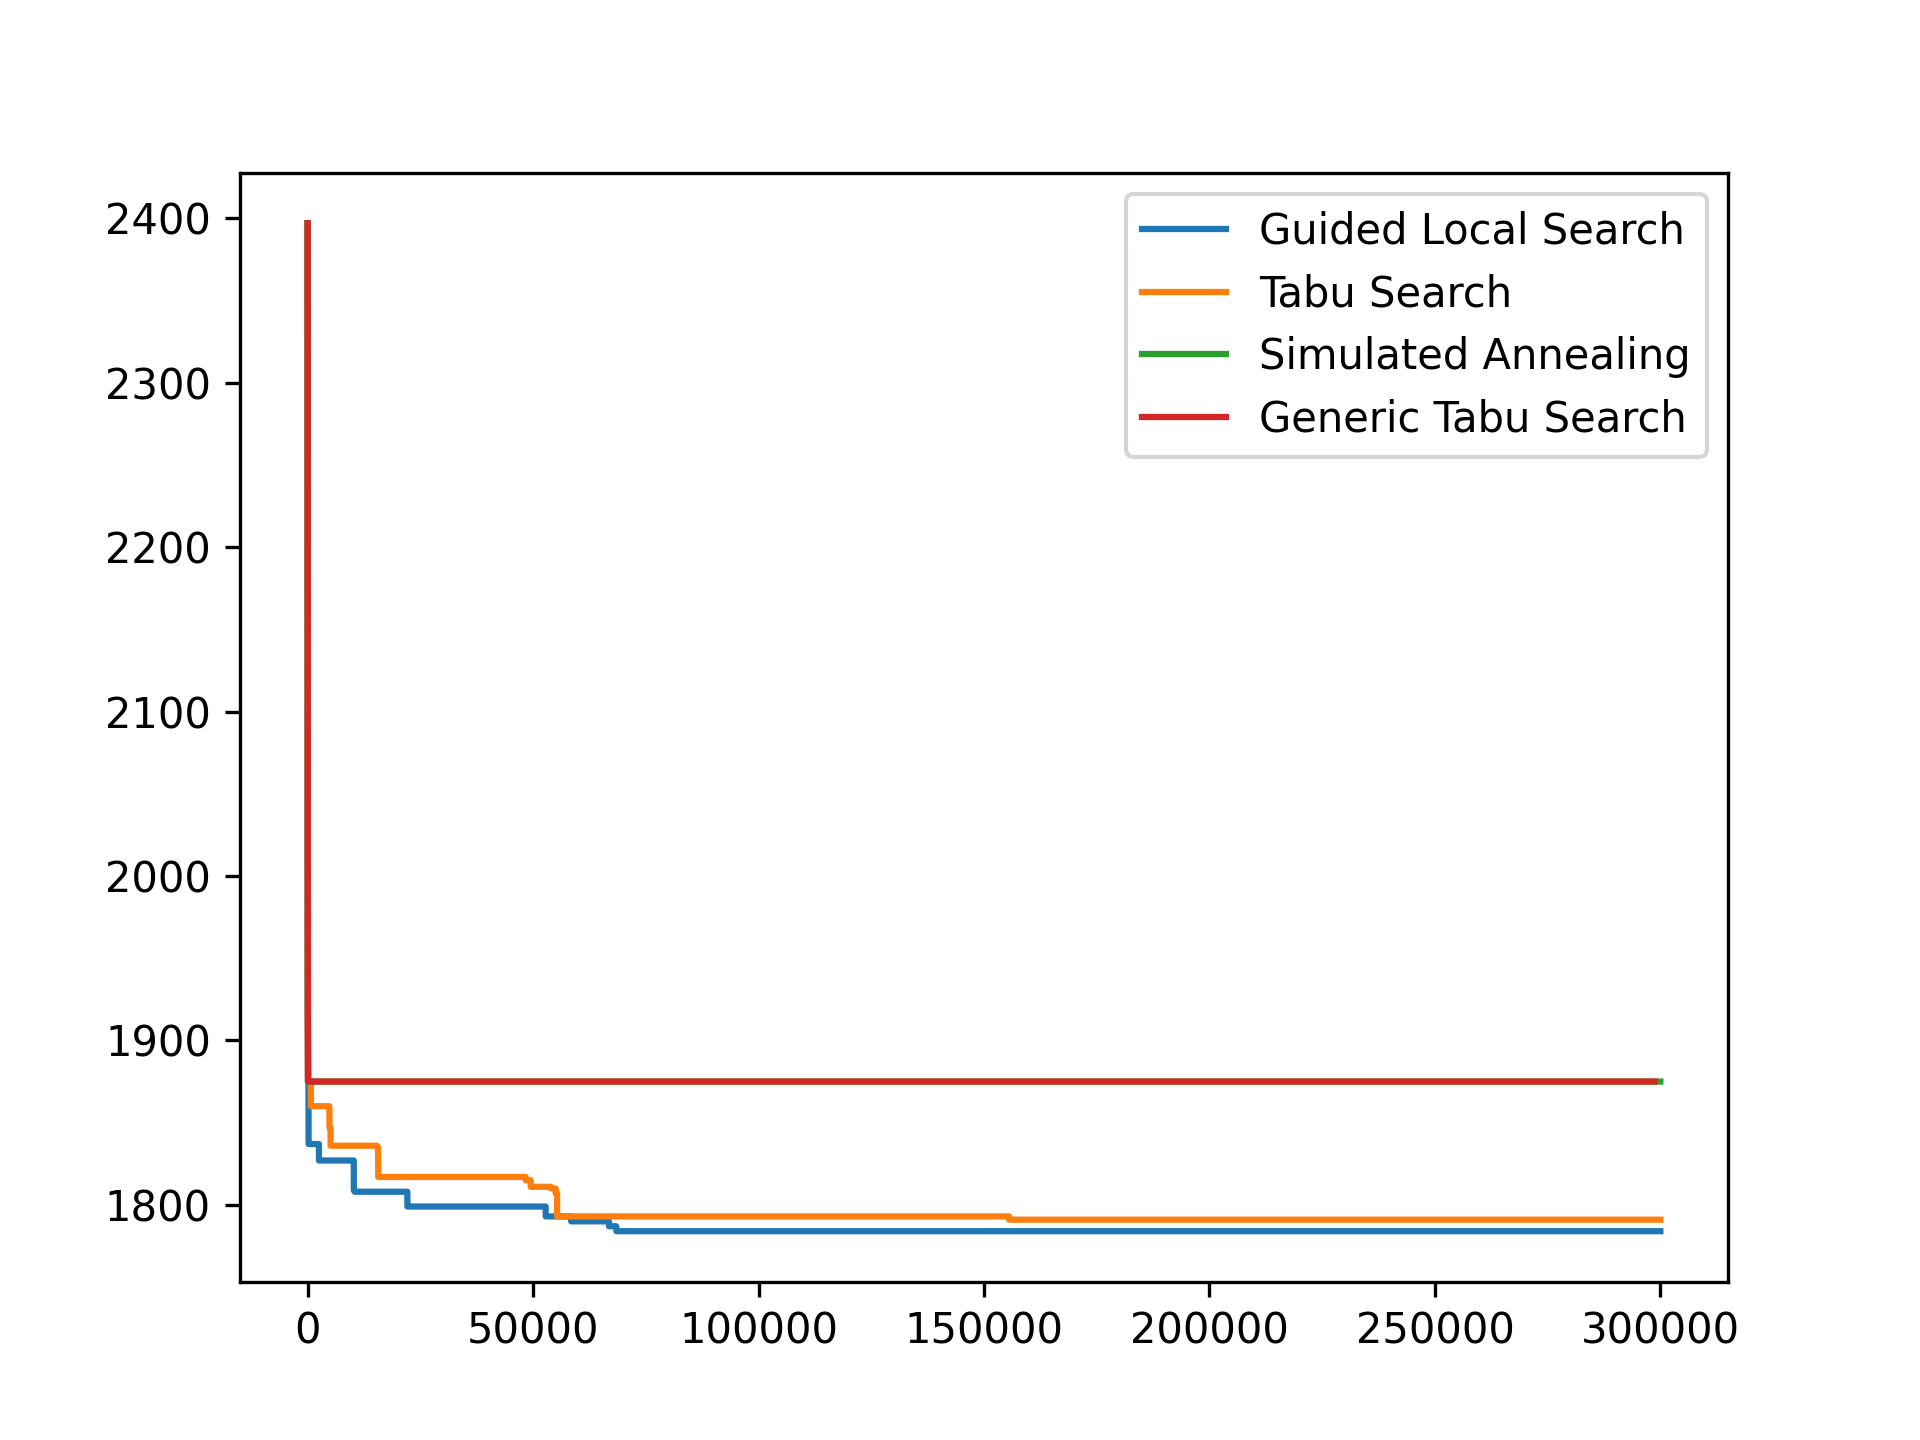 2400
2300
2200
2100
2000
1900
1800
0 50000 100000 150000 200000 250000 300000
Guided Local Search
Tabu Search
Simulated Annealing
Generic Tabu Search